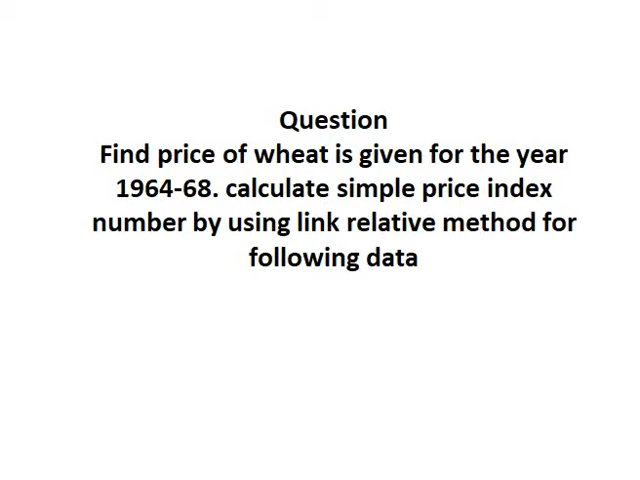 Question
Find price of wheat is given for the year
1964-68. calculate simple price index
number by using link relative method for
following data